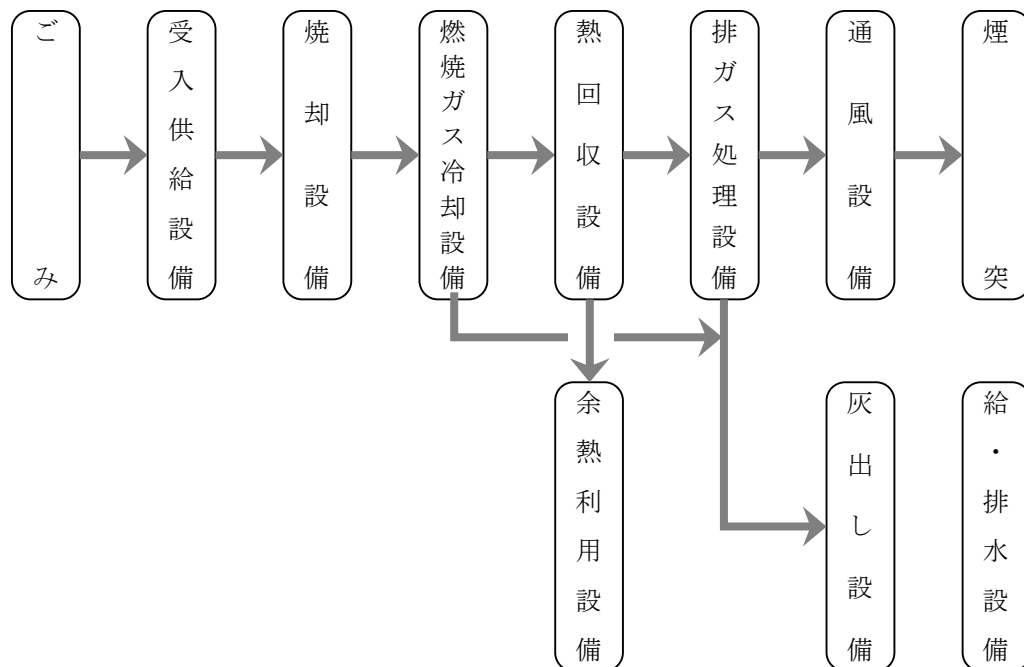 ごみ
受入供給設備
焼却設備
燃焼ガス冷却設備
熱回収設備
排ガス処理設備
通風設備
煙突
余熱利用設備
灰出し設備
給・排水設備